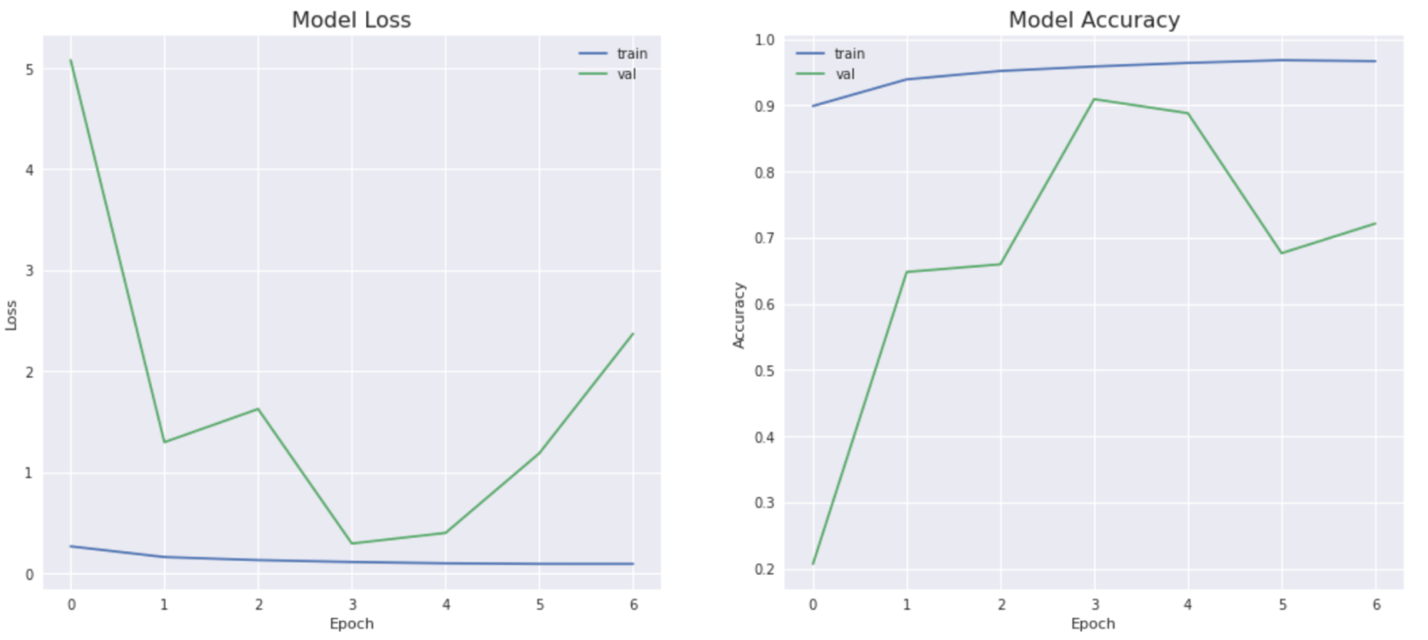 Model Loss
train
val
5
4
3
2
1
0
Loss
0 1 2 3 4 5 6
Epoch
Model Accuracy
train
val
1.0
0.9
0.8
0.7
0.6
0.5
0.4
0.3
0.2
Accuracy
0 1 2 3 4 5 6
Epoch